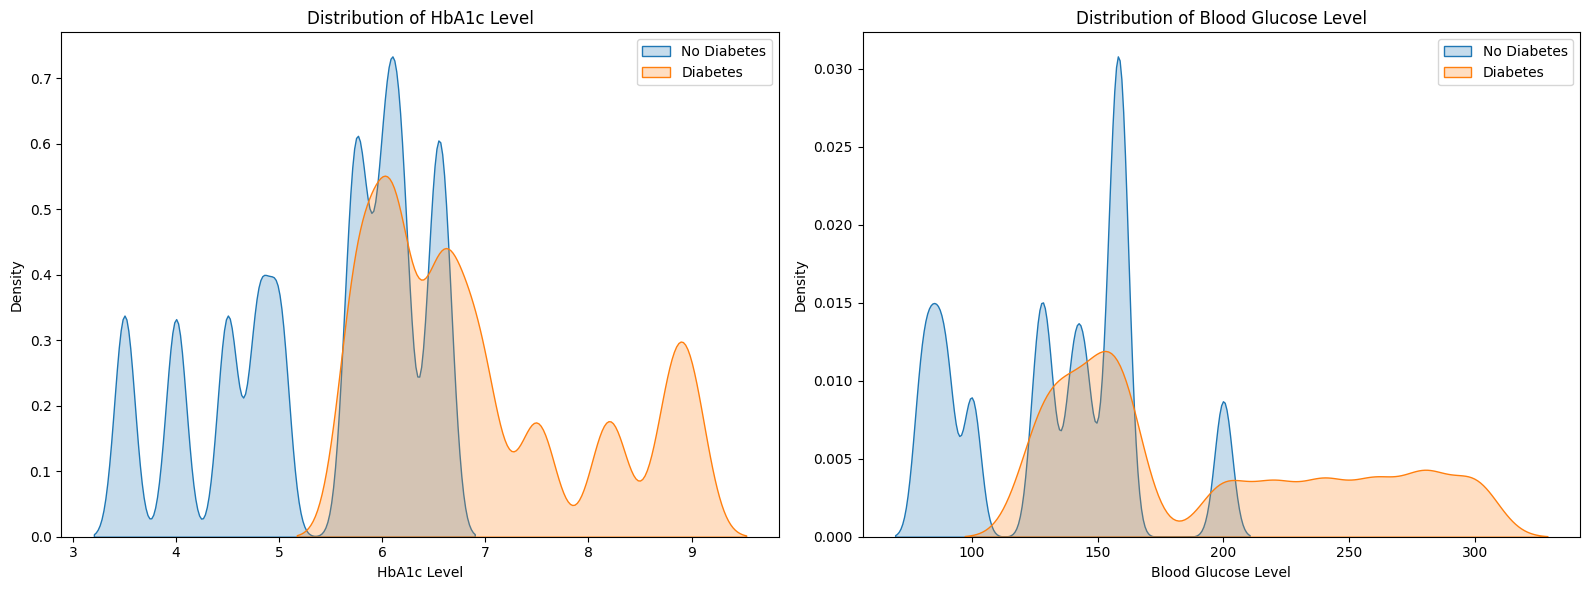 Distribution of HbA1c Level
No Diabetes
Diabetes
Density
0.7
0.6
0.5
0.4
0.3
0.2
0.1
0.0
3 4 5 6 7 8 9
HbA1c Level
Distribution of Blood Glucose Level
No Diabetes
Diabetes
Density
0.030
0.025
0.020
0.015
0.010
0.005
0.000
100 150 200 250 300
Blood Glucose Level